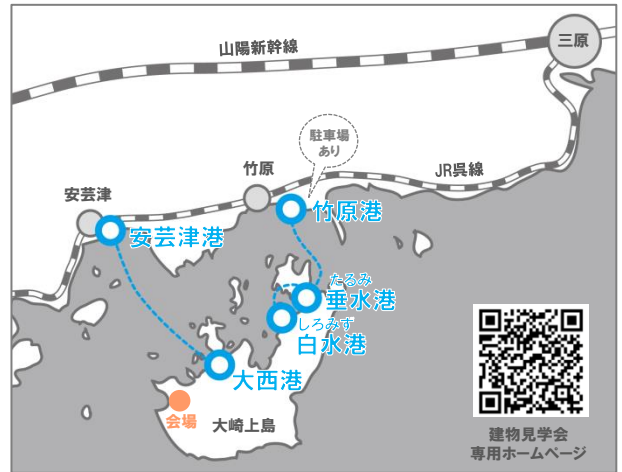 山陽新幹線
三原
駐車場
あり
竹原
JR呉線
安芸津
竹原港
安芸津港
たるみ
垂水港
しろみず
白水港
大西港
会場
大崎上島
建物見学会
専用ホームページ